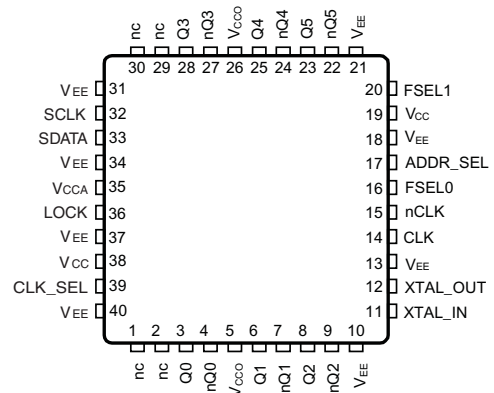 nc nc Q3 nQ3 VCCO Q4 nQ4 Q5 nQ5 VEE
30 29 28 27 26 25 24 23 22 21
VEE 31 20 FSEL1
SCLK 32 19 VCC
SDATA 33 18 VEE
VEE 34 17 ADDR_SEL
VCCA 35 16 FSEL0
LOCK 36 15 nCLK
VEE 37 14 CLK
VCC 38 13 VEE
CLK_SEL 39 12 XTAL_OUT
VEE 40 11 XTAL_IN
1 2 3 4 5 6 7 8 9 10
nc nc Q0 nQ0 VCCO Q1 nQ1 Q2 nQ2 VEE